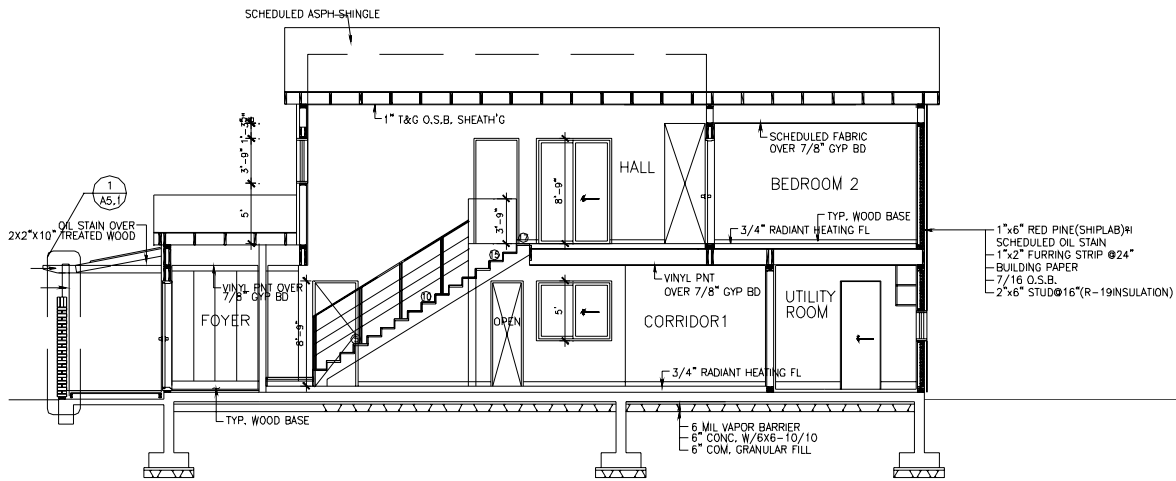 SCHEDULED ASPH SHINGLE
1" T&G O.S.B. SHEATH'G
SCHEDULED FABRIC
OVER 7/8" GYP BD
HALL
BEDROOM 2
3'-9"
5'
8'-9"
3'-9"
1
A5.1
OIL STAIN OVER
2X2"X10" TREATED WOOD
TYP. WOOD BASE
3/4" RADIANT HEATING FL
1"x6" RED PINE(SHIPLAB)위
SCHEDULED OIL STAIN
1"x2" FURRING STRIP @24"
BUILDING PAPER
7/16 O.S.B.
2"x6" STUD@16"(R-19INSULATION)
VINYL PNT OVER
7/8" GYP BD
VINYL PNT
OVER 7/8" GYP BD
FOYER
8'-9"
15
10
OPEN
5'
CORRIDOR1
UTILITY
ROOM
3/4" RADIANT HEATING FL
TYP. WOOD BASE
6 MIL VAPOR BARRIER
6" CONC. W/6X6-10/10
6" COM. GRANULAR FILL